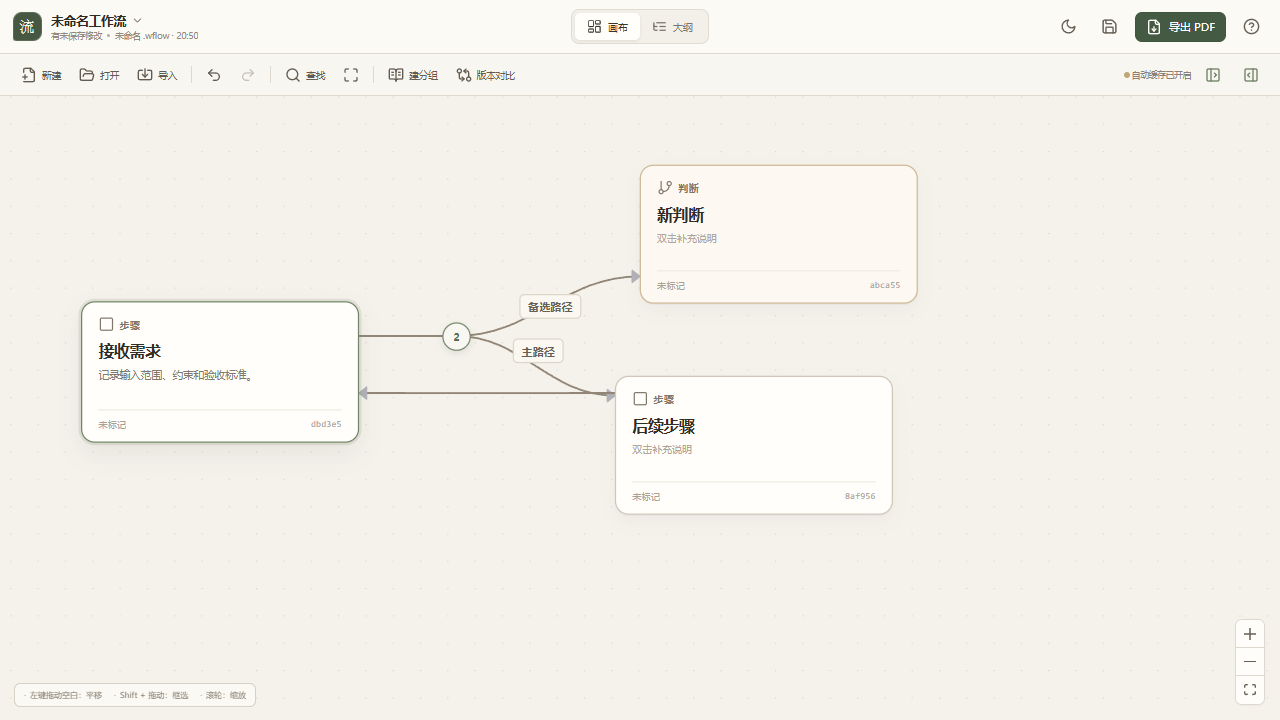 流
未命名工作流
有未保存修改 • 未命名.wflow · 20:50
画布
大纲
导出 PDF
新建
打开
导入
查找
建分组
版本对比
自动缓存已开启
判断
新判断
双击补充说明
未标记
abca55
备选路径
步骤
接收需求
记录输入范围、约束和验收标准。
未标记
dbd3e5
2
主路径
步骤
后续步骤
双击补充说明
未标记
8af956
· 左键拖动空白：平移 · Shift + 拖动：框选 · 滚轮：缩放